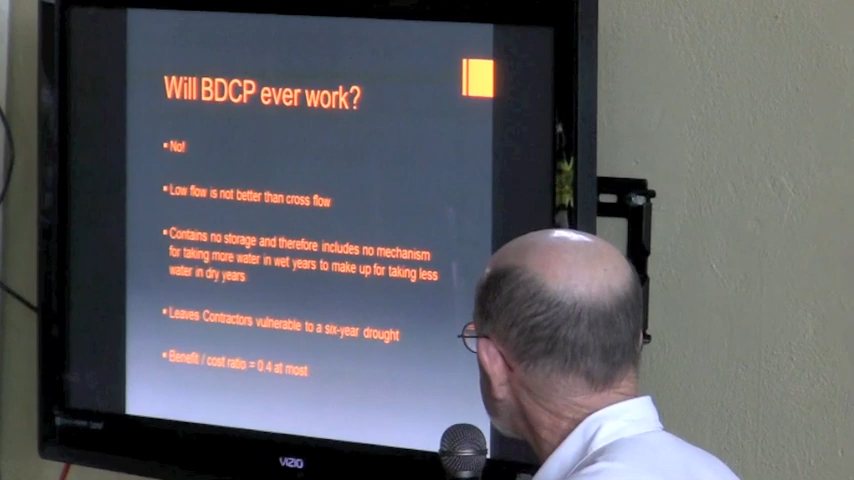 Will BDCP ever work?
▪ No!
▪ Low flow is not better than cross flow
▪ Contains no storage and therefore includes no mechanism
for taking more water in wet years to make up for taking less
water in dry years
▪ Leaves Contractors vulnerable to a six-year drought
▪ Benefit / cost ratio = 0.4 at most
VIZIO